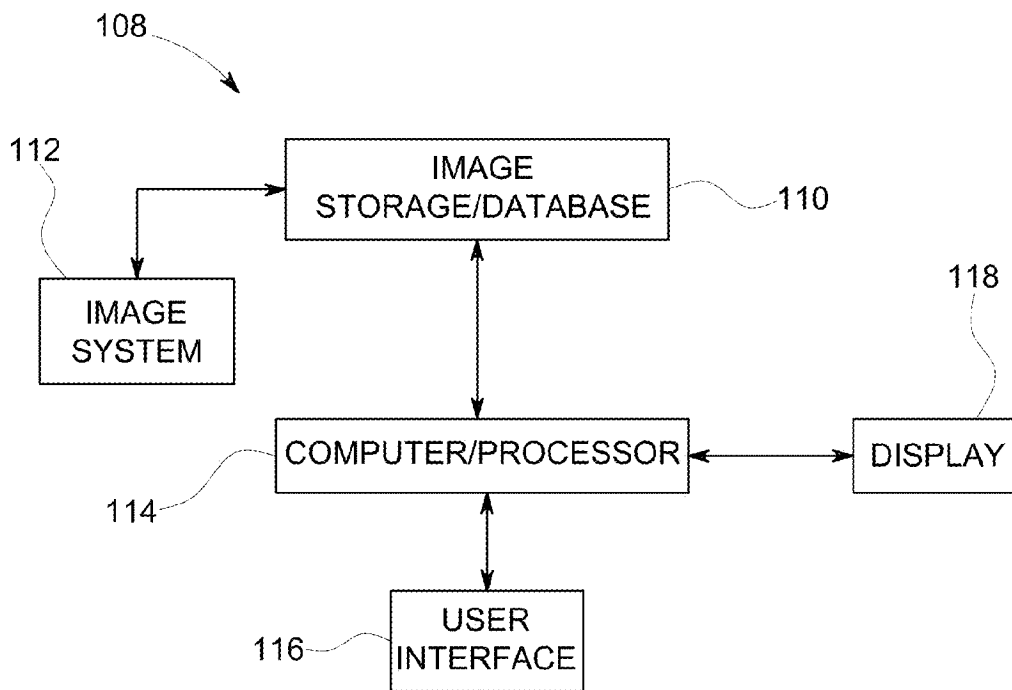 108
112
IMAGE
STORAGE/DATABASE
110
IMAGE
SYSTEM
118
COMPUTER/PROCESSOR
DISPLAY
114
USER
INTERFACE
116